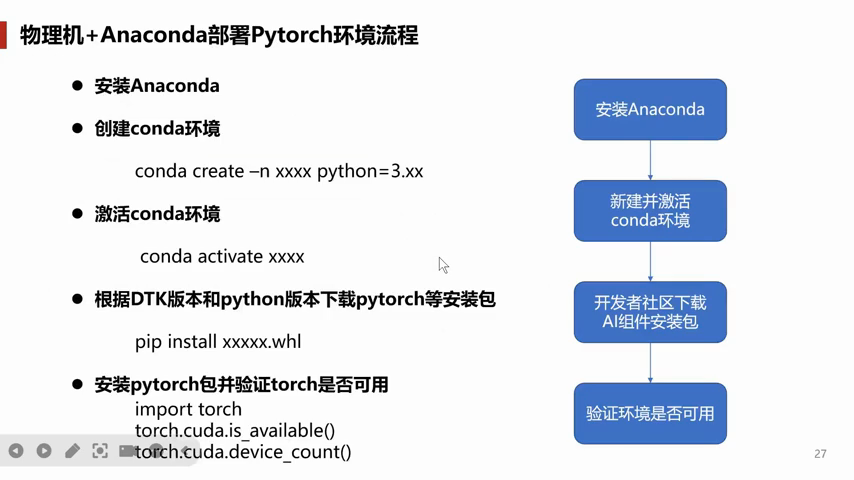 物理机+Anaconda部署Pytorch环境流程
● 安装Anaconda
● 创建conda环境
conda create –n xxxx python=3.xx
● 激活conda环境
conda activate xxxx
● 根据DTK版本和python版本下载pytorch等安装包
pip install xxxxx.whl
● 安装pytorch包并验证torch是否可用
import torch
torch.cuda.is_available()
torch.cuda.device_count()
安装Anaconda
新建并激活
conda环境
开发者社区下载
AI组件安装包
验证环境是否可用
27